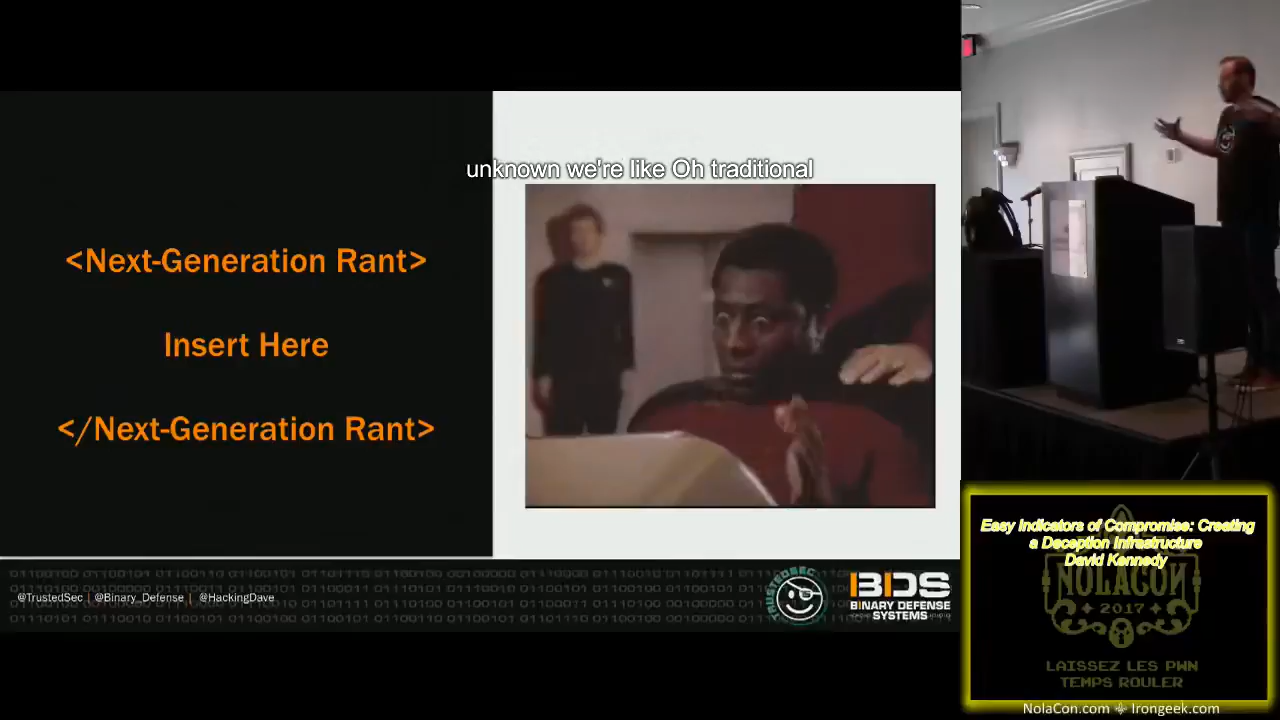 unknown we're like Oh traditional
<Next-Generation Rant>
Insert Here
</Next-Generation Rant>
@TrustedSec | @Binary_Defense | @HackingDave
TRUSTEDSEC
BDS
BINARY DEFENSE
SYSTEMS
Easy Indicators of Compromise: Creating
a Deception Infrastructure
David Kennedy
NOLACON
2017
LAISSEZ LES PWN
TEMPS ROULER
NolaCon.com Irongeek.com